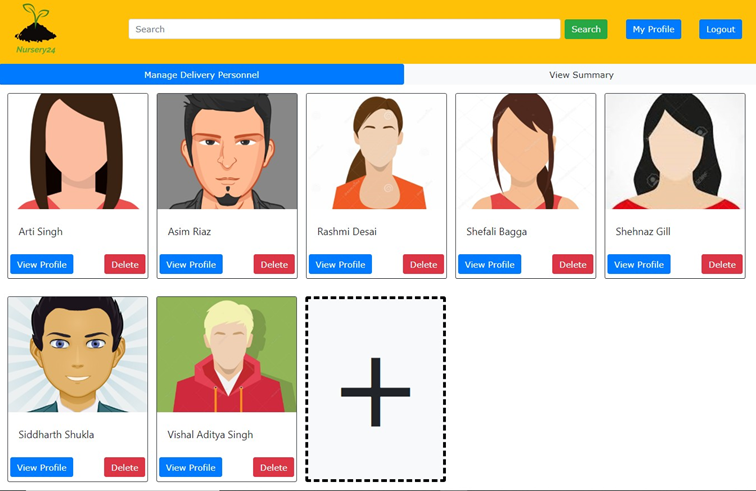 Nursery24
Search
Search
My Profile
Logout
Manage Delivery Personnel
View Summary
Arti Singh
Asim Riaz
Rashmi Desai
Shefali Bagga
Shehnaz Gill
View Profile
Delete
View Profile
Delete
View Profile
Delete
View Profile
Delete
View Profile
Delete
Siddharth Shukla
Vishal Aditya Singh
View Profile
Delete
View Profile
Delete